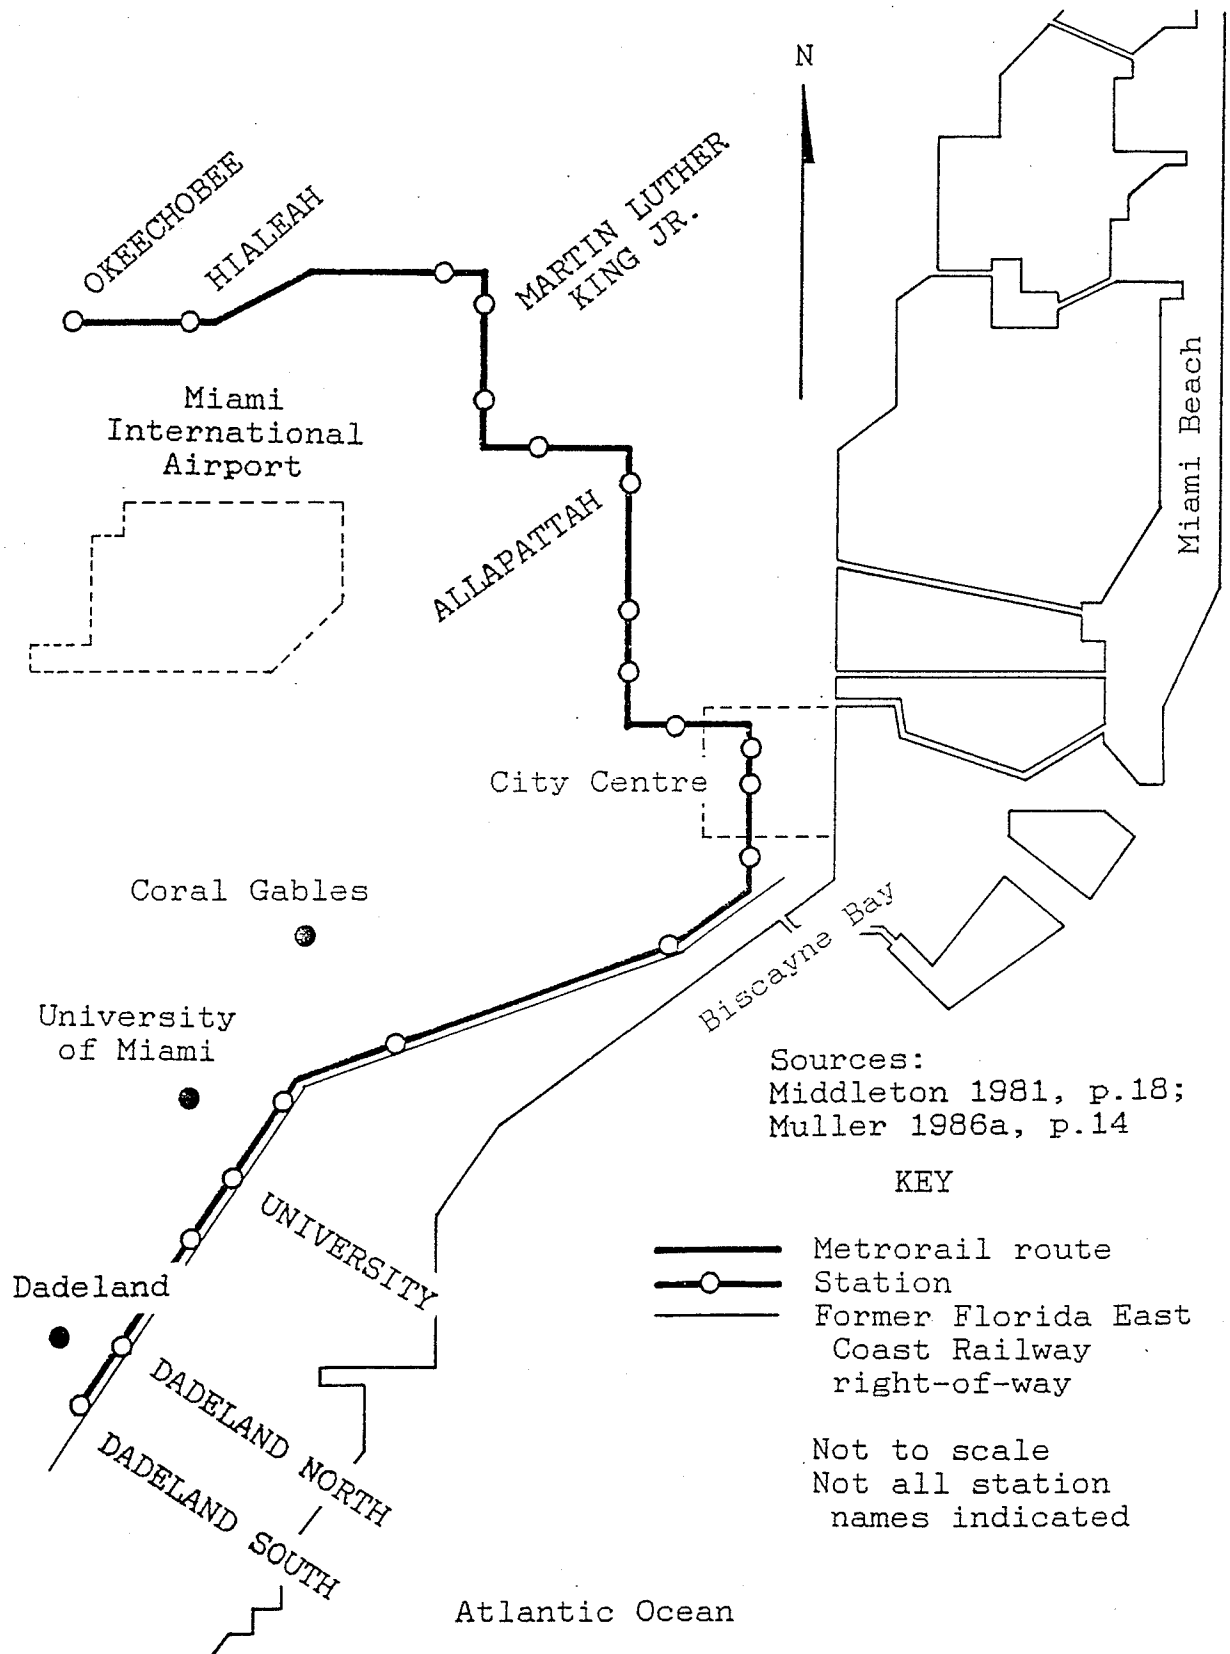 N
OKEECHOBEE
HIALEAH
MARTIN LUTHER
KING JR.
Miami
International
Airport
Miami Beach
ALLAPATTAH
City Centre
Coral Gables
Biscayne Bay
University
of Miami
Sources:
Middleton 1981, p.18;
Muller 1986a, p.14
KEY
Metrorail route
Station
Former Florida East
Coast Railway
right-of-way
UNIVERSITY
Dadeland
DADELAND NORTH
DADELAND SOUTH
Not to scale
Not all station
names indicated
Atlantic Ocean